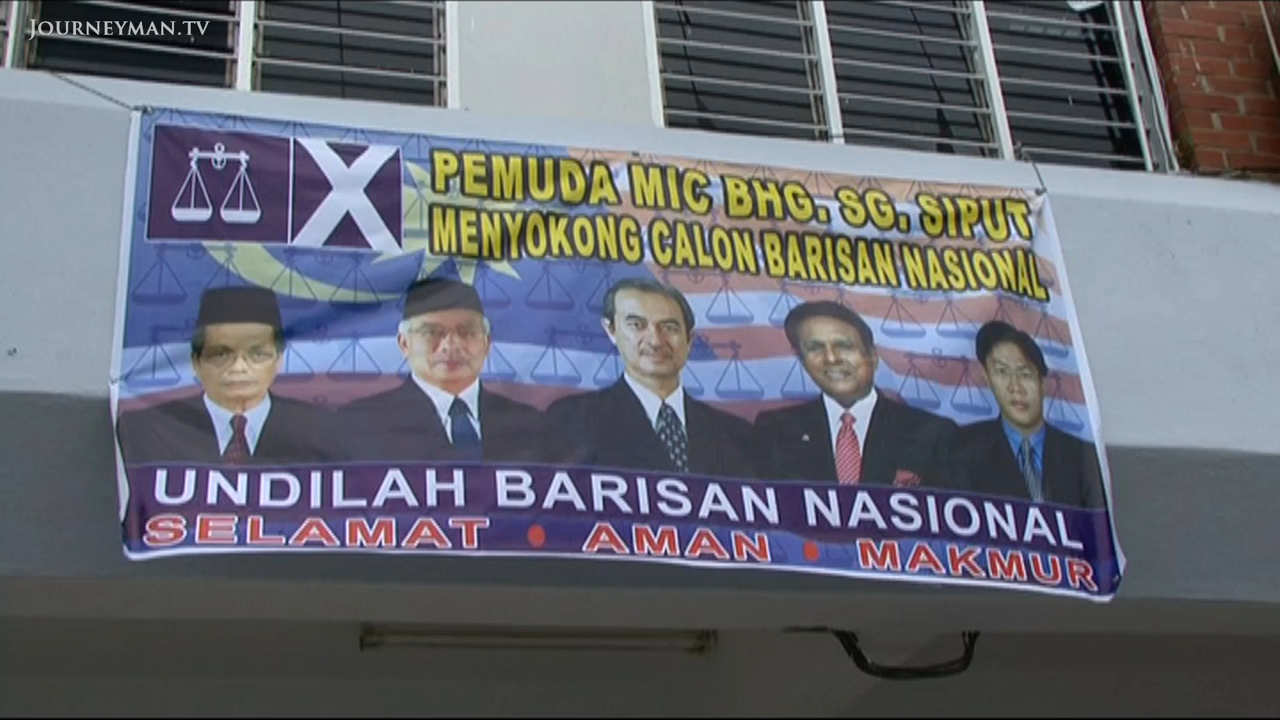 JOURNEYMAN.TV
PEMUDA MIC BHG. SG. SIPUT
MENYOKONG CALON BARISAN NASIONAL
UNDILAH BARISAN NASIONAL
SELAMAT • AMAN • MAKMUR